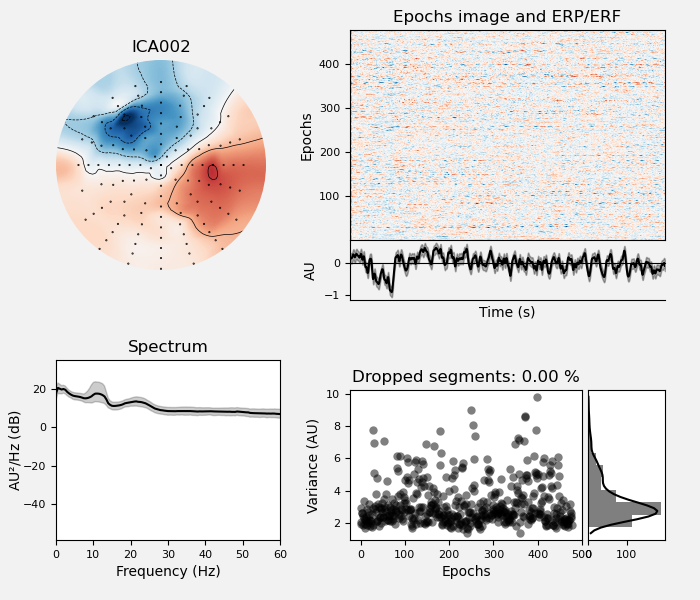 ICA002
Epochs image and ERP/ERF
Epochs
400
300
200
100
AU
0
−1
Time (s)
Spectrum
AU²/Hz (dB)
20
0
−20
−40
0 10 20 30 40 50 60
Frequency (Hz)
Dropped segments: 0.00 %
Variance (AU)
10
8
6
4
2
0 100 200 300 400 500
Epochs
0 100